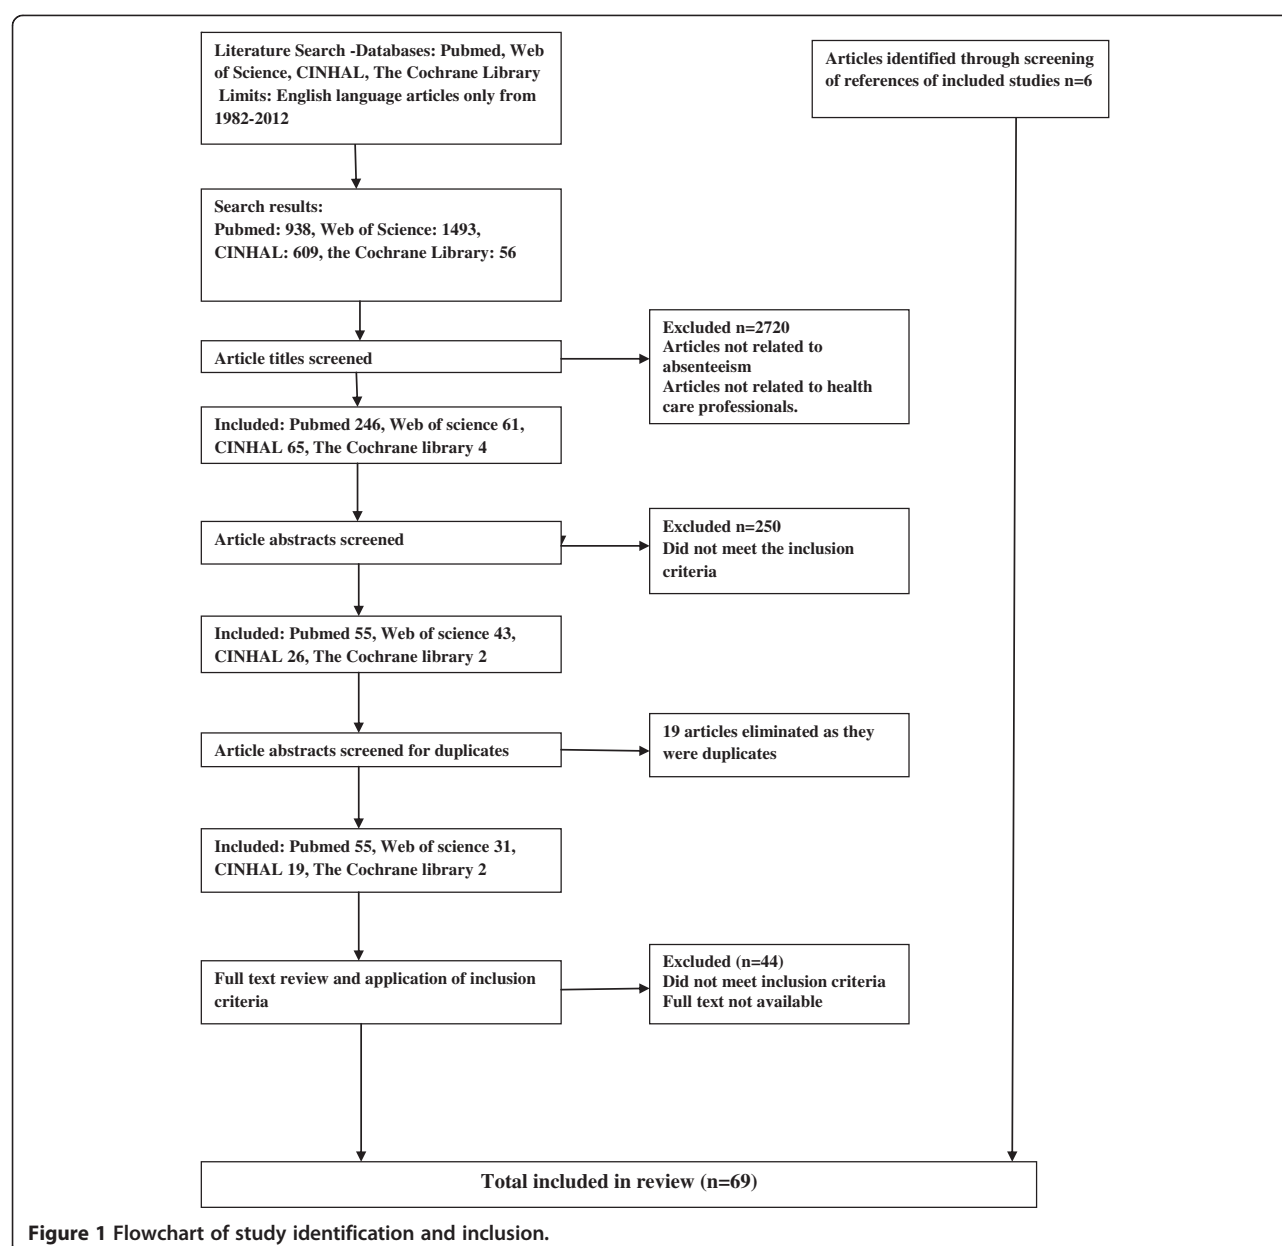 Literature Search -Databases: Pubmed, Web
of Science, CINHAL, The Cochrane Library
Limits: English language articles only from
1982-2012
Articles identified through screening
of references of included studies n=6
Search results:
Pubmed: 938, Web of Science: 1493,
CINHAL: 609, the Cochrane Library: 56
Article titles screened
Excluded n=2720
Articles not related to
absenteeism
Articles not related to health
care professionals.
Included: Pubmed 246, Web of science 61,
CINHAL 65, The Cochrane library 4
Article abstracts screened
Excluded n=250
Did not meet the inclusion
criteria
Included: Pubmed 55, Web of science 43,
CINHAL 26, The Cochrane library 2
Article abstracts screened for duplicates
19 articles eliminated as they
were duplicates
Included: Pubmed 55, Web of science 31,
CINHAL 19, The Cochrane library 2
Full text review and application of inclusion
criteria
Excluded (n=44)
Did not meet inclusion criteria
Full text not available
Total included in review (n=69)
Figure 1 Flowchart of study identification and inclusion.